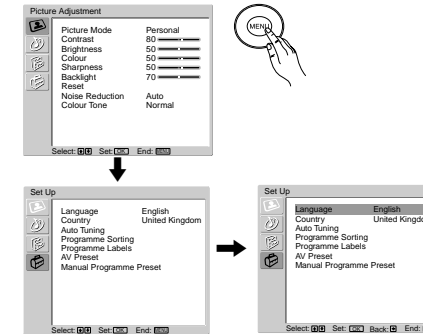 Picture Adjustment
Picture Mode Personal
Contrast 80
Brightness 50
Colour 50
Sharpness 50
Backlight 70
Reset
Noise Reduction Auto
Colour Tone Normal
Select: Set: OK End: MENU
MENU
Set Up
Language English
Country United Kingdom
Auto Tuning
Programme Sorting
Programme Labels
AV Preset
Manual Programme Preset
Select: Set: OK End: MENU
Set Up
Language English
Country United Kingdo
Auto Tuning
Programme Sorting
Programme Labels
AV Preset
Manual Programme Preset
Select: Set: OK Back: End: